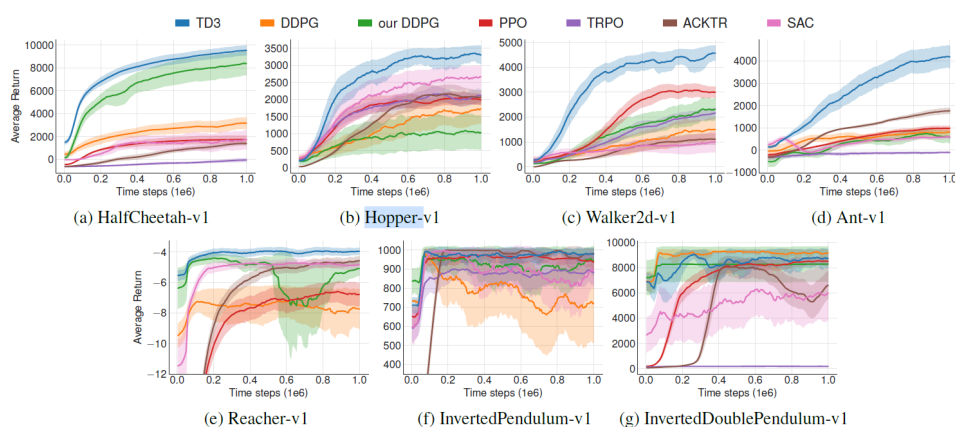 TD3 DDPG our DDPG PPO TRPO ACKTR SAC
Average Return
10000
8000
6000
4000
2000
0
0.0 0.2 0.4 0.6 0.8 1.0
Time steps (1e6)
(a) HalfCheetah-v1
3500
3000
2500
2000
1500
1000
500
0
0.0 0.2 0.4 0.6 0.8 1.0
Time steps (1e6)
(b) Hopper-v1
5000
4000
3000
2000
1000
0
0.0 0.2 0.4 0.6 0.8 1.0
Time steps (1e6)
(c) Walker2d-v1
4000
3000
2000
1000
0
1000
0.0 0.2 0.4 0.6 0.8 1.0
Time steps (1e6)
(d) Ant-v1
Average Return
−4
−6
−8
−10
−12
0.0 0.2 0.4 0.6 0.8 1.0
Time steps (1e6)
(e) Reacher-v1
1000
900
800
700
600
500
400
0.0 0.2 0.4 0.6 0.8 1.0
Time steps (1e6)
(f) InvertedPendulum-v1
10000
8000
6000
4000
2000
0
0.0 0.2 0.4 0.6 0.8 1.0
Time steps (1e6)
(g) InvertedDoublePendulum-v1